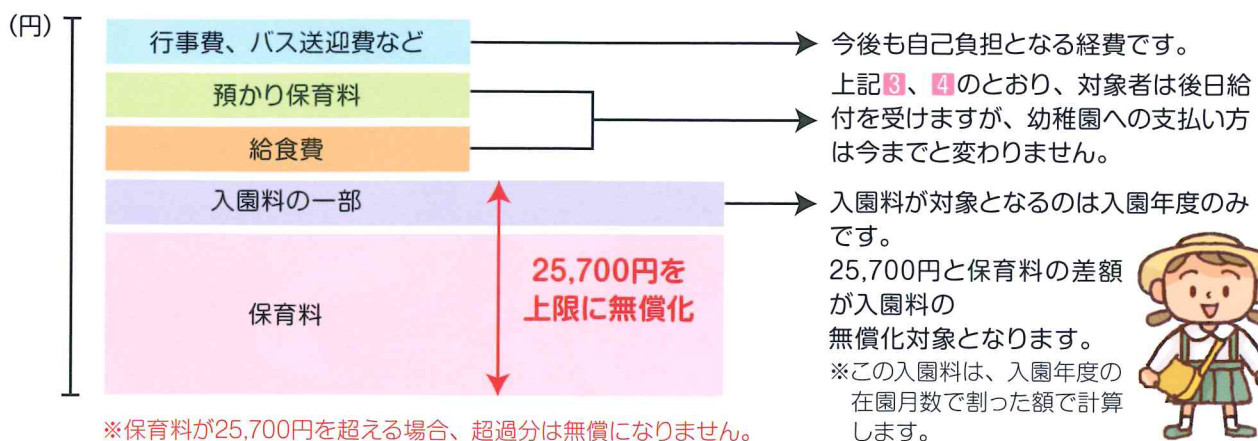 (円)
行事費、バス送迎費など
預かり保育料
給食費
入園料の一部
保育料
25,700円を
上限に無償化
今後も自己負担となる経費です。
上記3、4のとおり、対象者は後日給
付を受けますが、幼稚園への支払い方
は今までと変わりません。
入園料が対象となるのは入園年度のみ
です。
25,700円と保育料の差額
が入園料の
無償化対象となります。
※この入園料は、入園年度の
在園月数で割った額で計算
します。
※保育料が25,700円を超える場合、超過分は無償になりません。